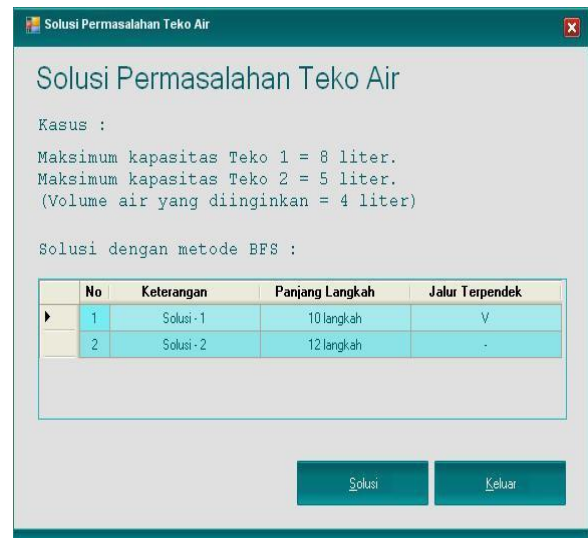 Solusi Permasalahan Teko Air
Solusi Permasalahan Teko Air
Kasus :
Maksimum kapasitas Teko 1 = 8 liter.
Maksimum kapasitas Teko 2 = 5 liter.
(Volume air yang diinginkan = 4 liter)
Solusi dengan metode BFS :
No Keterangan Panjang Langkah Jalur Terpendek
1 Solusi - 1 10 langkah V
2 Solusi - 2 12 langkah -
Solusi Keluar